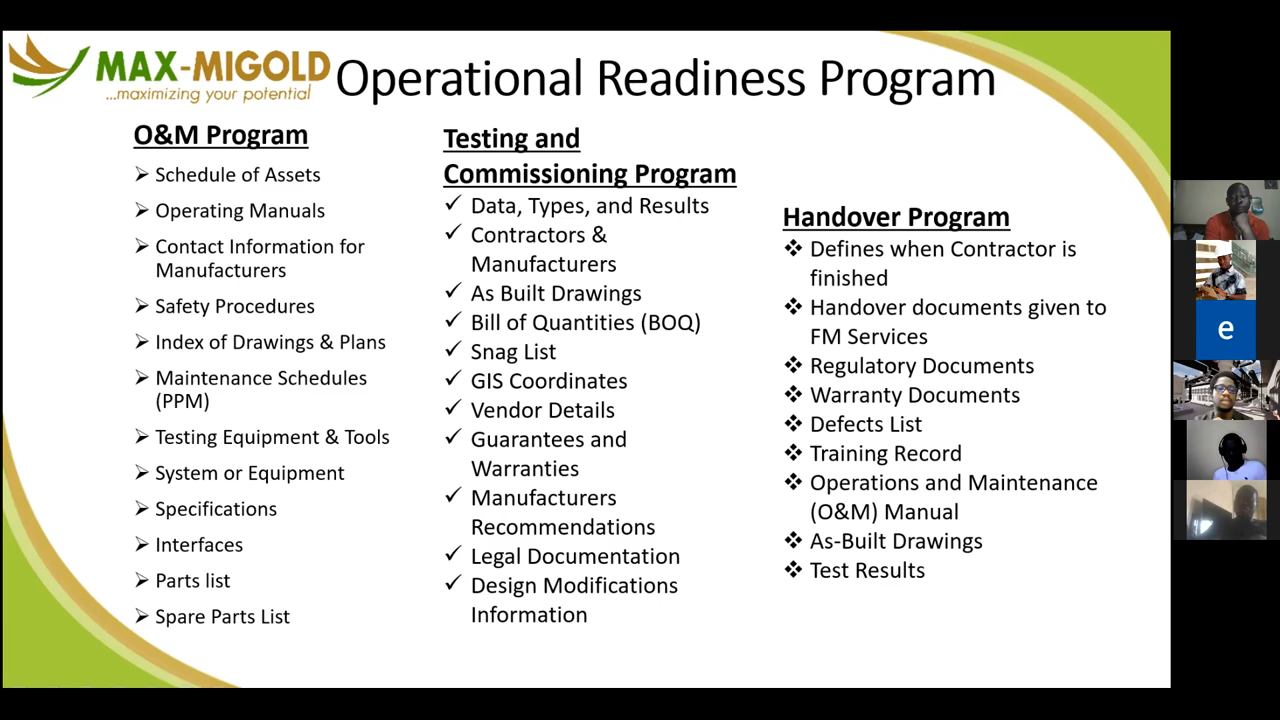 MAX-MIGOLD
...maximizing your potential
Operational Readiness Program
O&M Program
Schedule of Assets
Operating Manuals
Contact Information for
Manufacturers
Safety Procedures
Index of Drawings & Plans
Maintenance Schedules
(PPM)
Testing Equipment & Tools
System or Equipment
Specifications
Interfaces
Parts list
Spare Parts List
Testing and
Commissioning Program
Data, Types, and Results
Contractors &
Manufacturers
As Built Drawings
Bill of Quantities (BOQ)
Snag List
GIS Coordinates
Vendor Details
Guarantees and
Warranties
Manufacturers
Recommendations
Legal Documentation
Design Modifications
Information
Handover Program
Defines when Contractor is
finished
Handover documents given to
FM Services
Regulatory Documents
Warranty Documents
Defects List
Training Record
Operations and Maintenance
(O&M) Manual
As-Built Drawings
Test Results
e